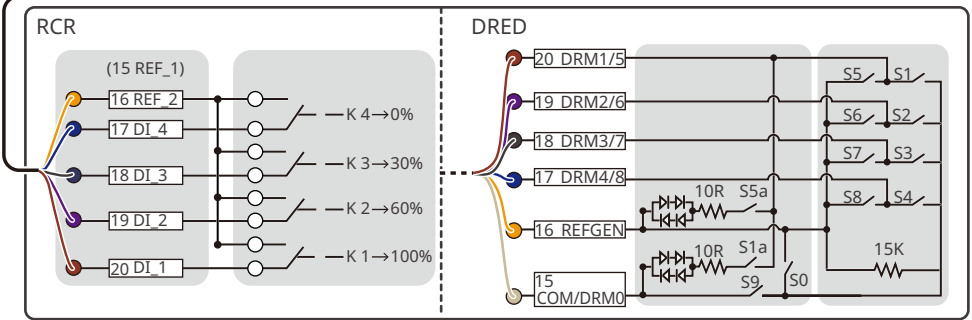 RCR
(15 REF_1)
16 REF_2
17 DI_4
18 DI_3
19 DI_2
20 DI_1
K 4→0%
K 3→30%
K 2→60%
K 1→100%
DRED
20 DRM1/5
19 DRM2/6
18 DRM3/7
17 DRM4/8
16 REFGEN
15
COM/DRM0
10R S5a
10R S1a
S9 S0
S5 S1
S6 S2
S7 S3
S8 S4
15K